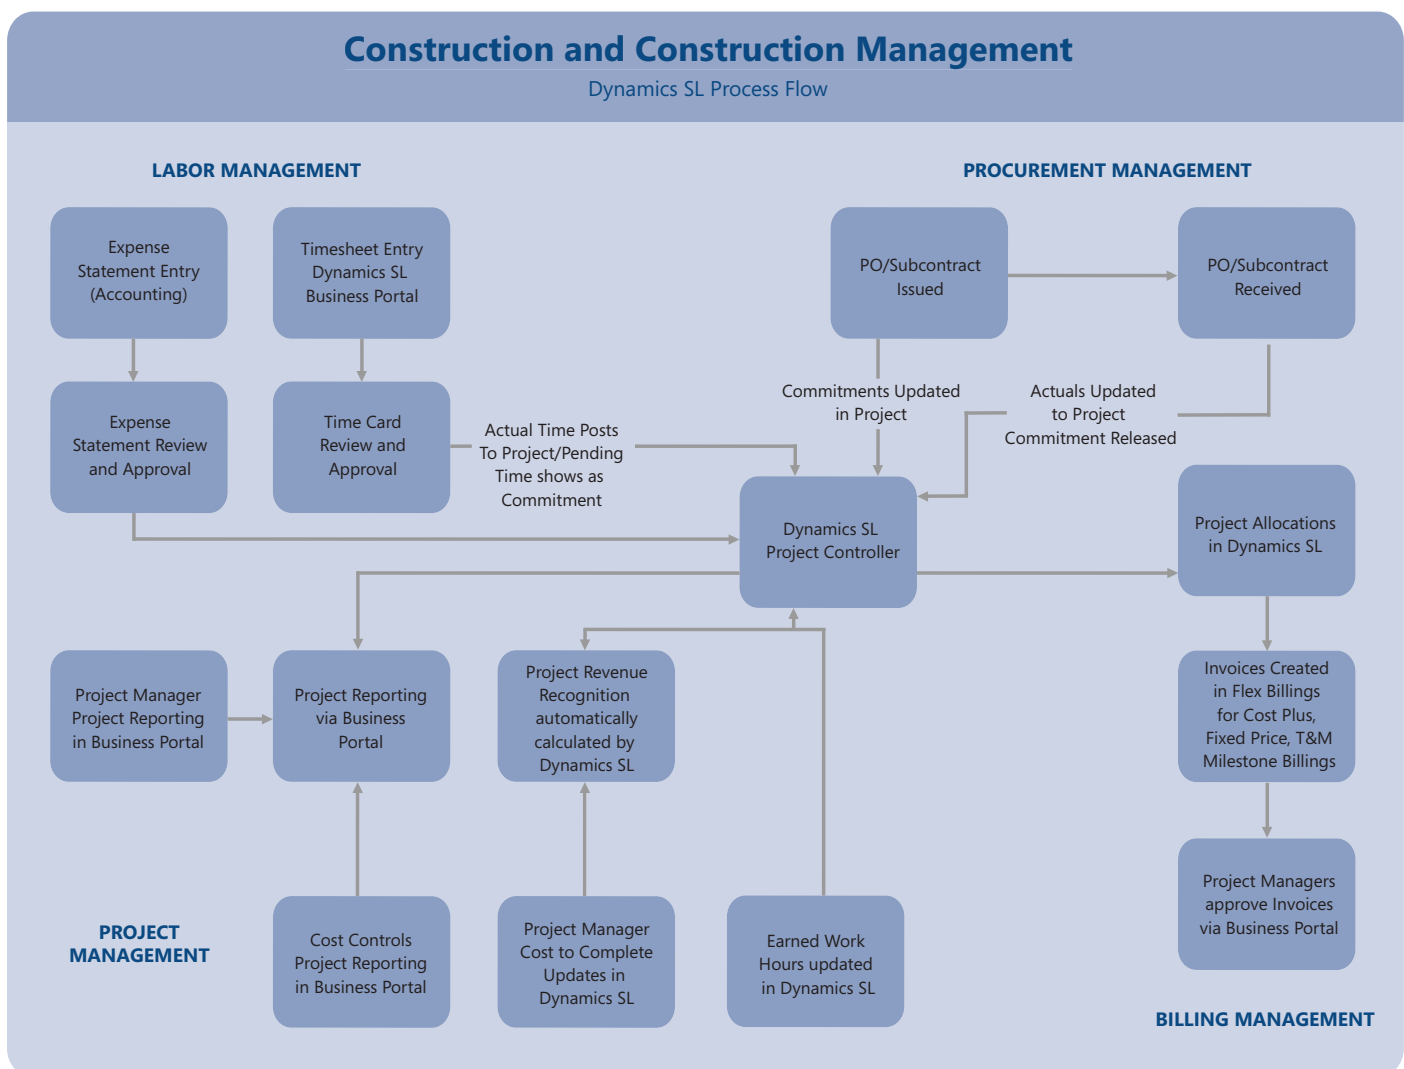 Construction and Construction Management
Dynamics SL Process Flow
LABOR MANAGEMENT
PROCUREMENT MANAGEMENT
Expense
Statement Entry
(Accounting)
Timesheet Entry
Dynamics SL
Business Portal
PO/Subcontract
Issued
PO/Subcontract
Received
Expense
Statement Review
and Approval
Time Card
Review and
Approval
Actual Time Posts
To Project/Pending
Time shows as
Commitment
Commitments Updated
in Project
Actuals Updated
to Project
Commitment Released
Dynamics SL
Project Controller
Project Allocations
in Dynamics SL
Project Manager
Project Reporting
in Business Portal
Project Reporting
via Business
Portal
Project Revenue
Recognition
automatically
calculated by
Dynamics SL
Invoices Created
in Flex Billings
for Cost Plus,
Fixed Price, T&M
Milestone Billings
PROJECT
MANAGEMENT
Cost Controls
Project Reporting
in Business Portal
Project Manager
Cost to Complete
Updates in
Dynamics SL
Earned Work
Hours updated
in Dynamics SL
Project Managers
approve Invoices
via Business Portal
BILLING MANAGEMENT